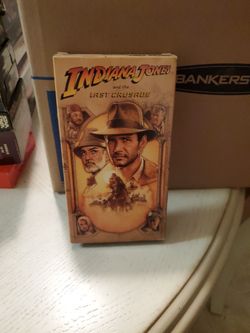 INDIANA JONES
and the
LAST CRUSADE
BANKERS